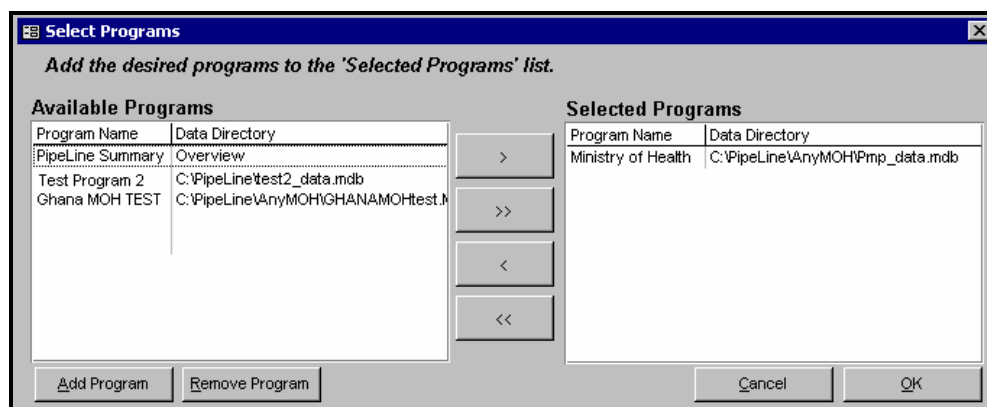 Select Programs
Add the desired programs to the 'Selected Programs' list.
Available Programs
Program Name Data Directory
PipeLine Summary Overview
Test Program 2 C:\PipeLine\test2_data.mdb
Ghana MOH TEST C:\PipeLine\AnyMOH\GHANAMOHtest.M
>
>>
<
<<
Selected Programs
Program Name Data Directory
Ministry of Health C:\PipeLine\AnyMOH\Pmp_data.mdb
Add Program Remove Program
Cancel OK